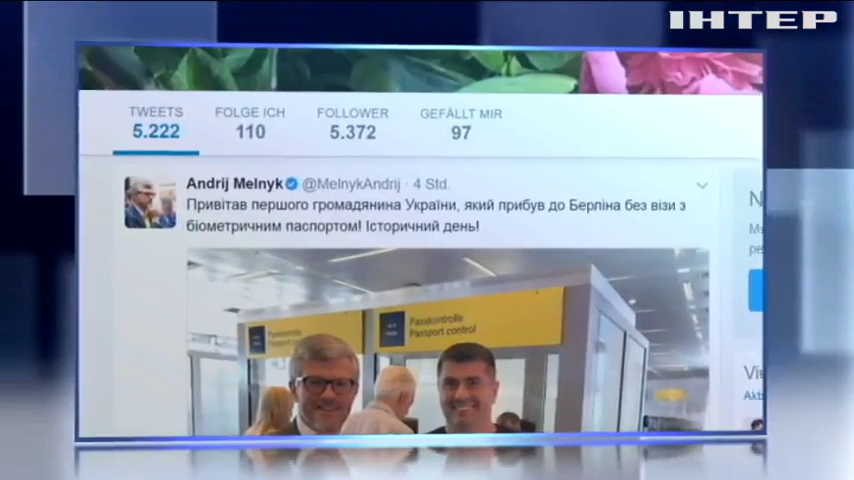 ІНТЕР
TWEETS FOLGE ICH FOLLOWER GEFÄLLT MIR
5.222 110 5.372 97
Andrij Melnyk @MelnykAndrij · 4 Std.
Привітав першого громадянина України, який прибув до Берліна без візи з
біометричним паспортом! Історичний день!
Passkontrolle Passkontrolle
Passport control Passport control